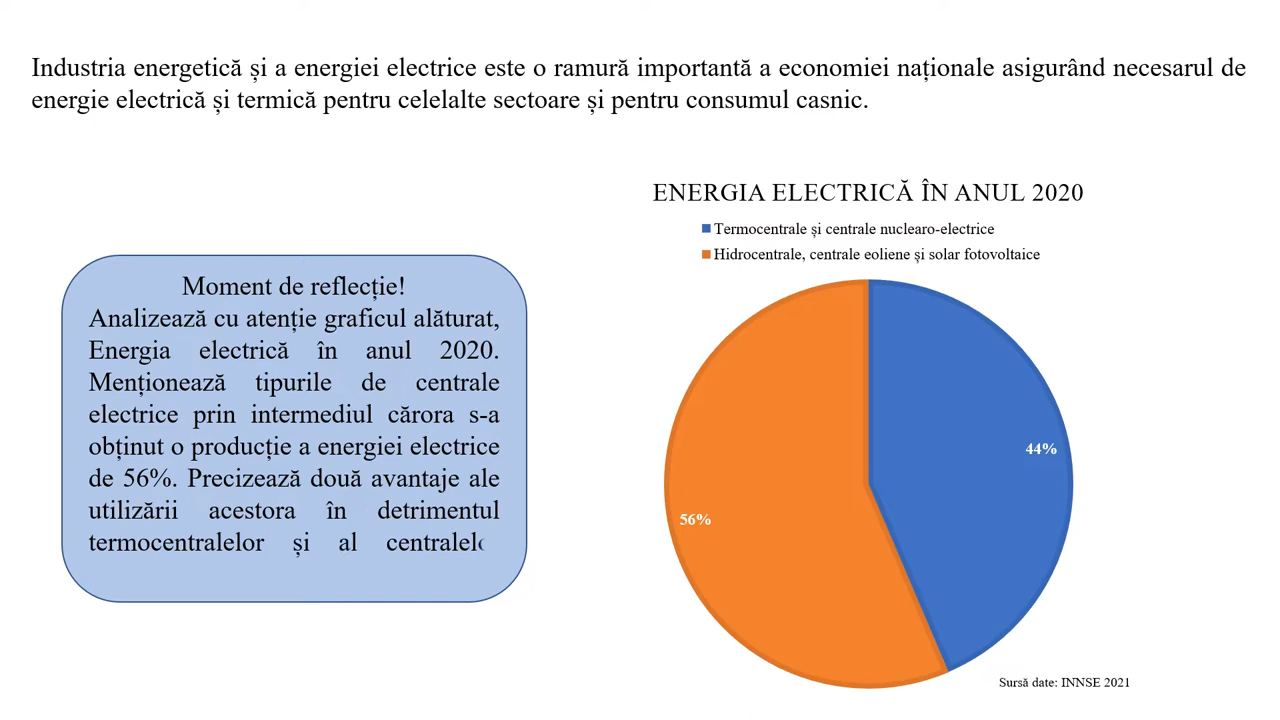 Industria energetică și a energiei electrice este o ramură importantă a economiei naționale asigurând necesarul de
energie electrică și termică pentru celelalte sectoare și pentru consumul casnic.
ENERGIA ELECTRICĂ ÎN ANUL 2020
Termocentrale și centrale nuclearo-electrice
Hidrocentrale, centrale eoliene și solar fotovoltaice
Moment de reflecție!
Analizează cu atenție graficul alăturat,
Energia electrică în anul 2020.
Menționează tipurile de centrale
electrice prin intermediul cărora s-a
obținut o producție a energiei electrice
de 56%. Precizează două avantaje ale
utilizării acestora în detrimentul
termocentralelor și al
44%
56%
Sursă date: INNSE 2021